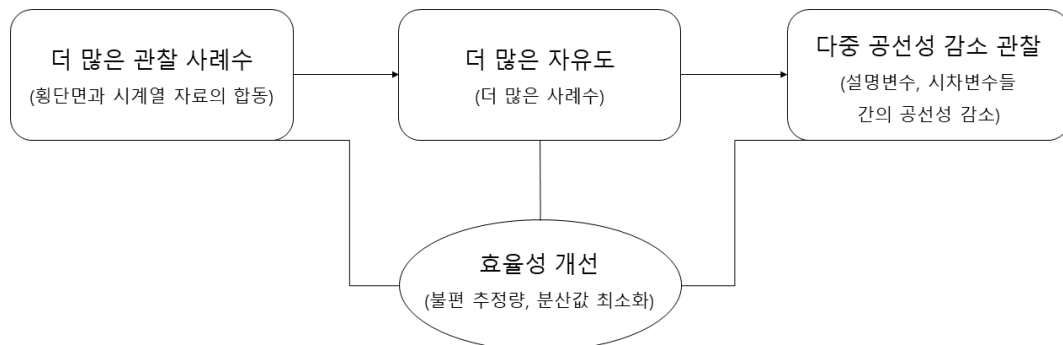 더 많은 관찰 사례수
(횡단면과 시계열 자료의 합동)
더 많은 자유도
(더 많은 사례수)
다중 공선성 감소 관찰
(설명변수, 시차변수들
간의 공선성 감소)
효율성 개선
(불편 추정량, 분산값 최소화)